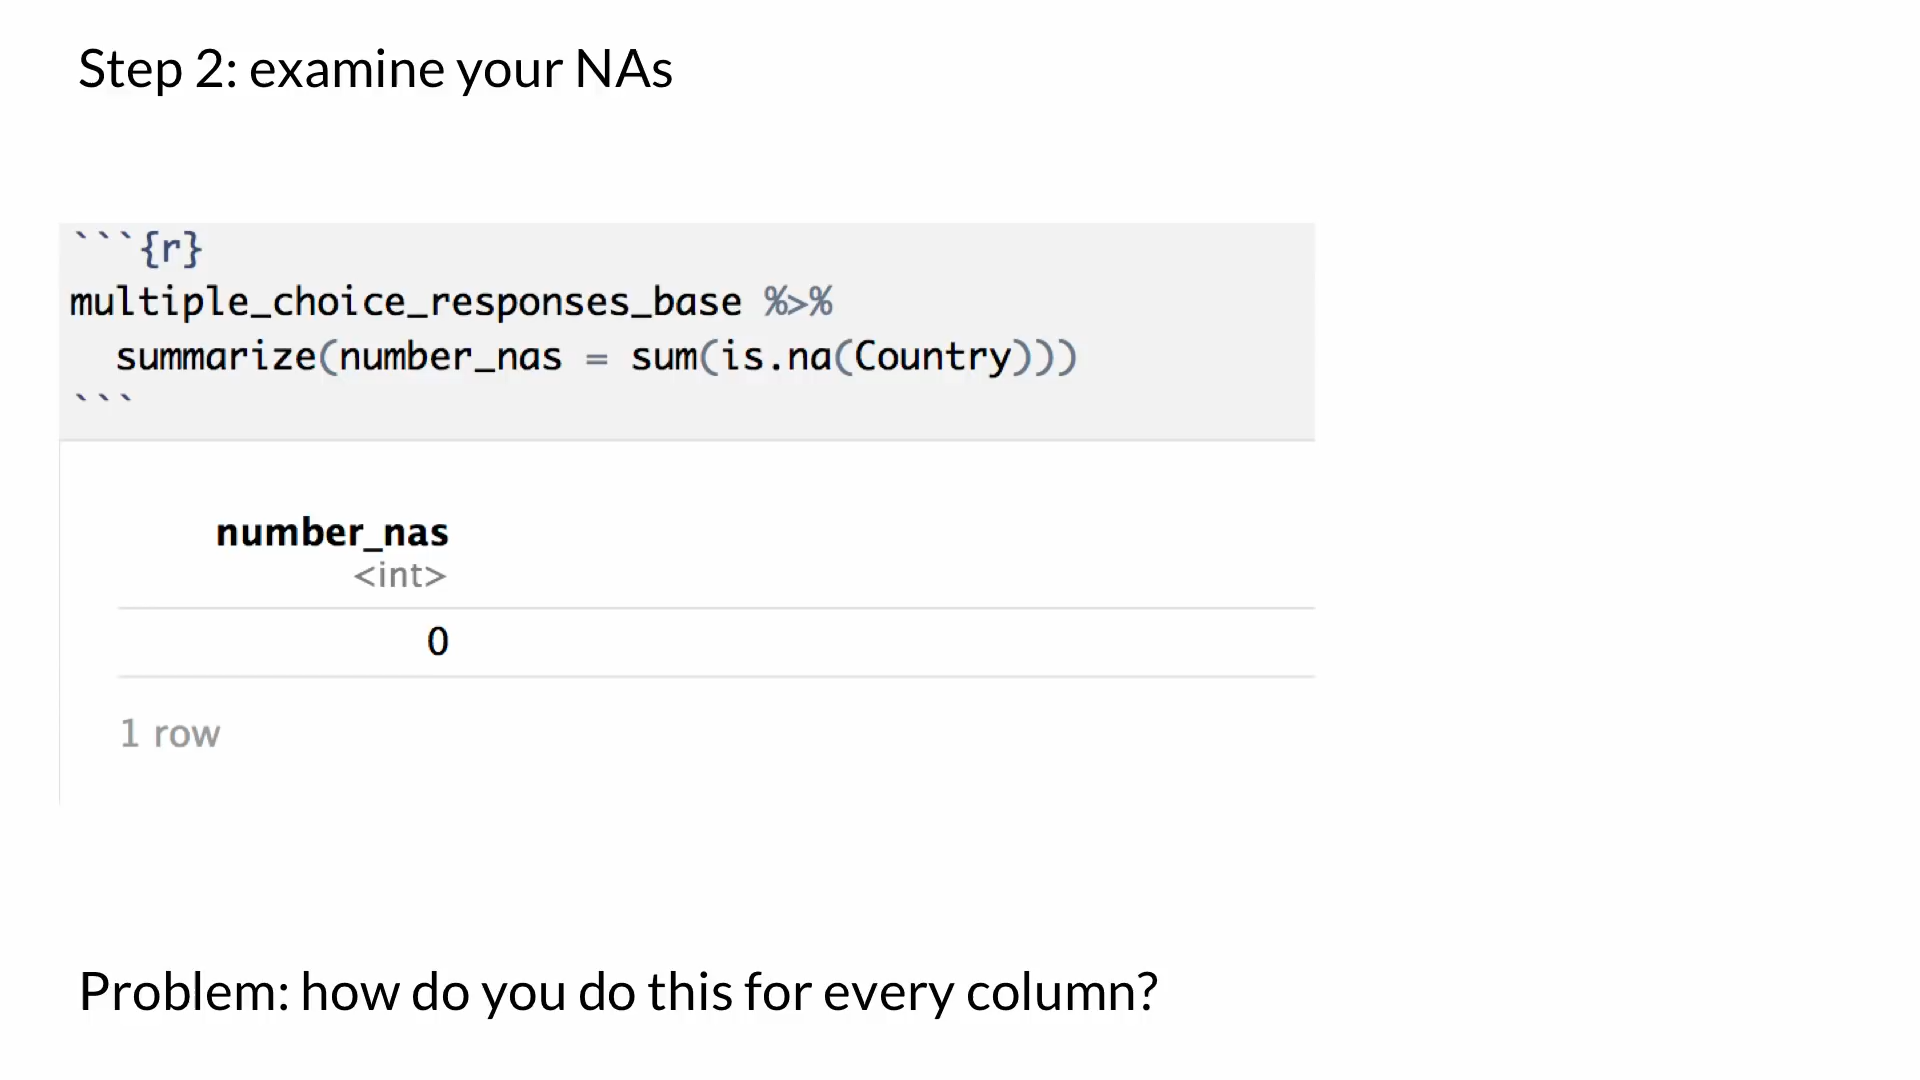 Step 2: examine your NAs
```{r}
multiple_choice_responses_base %>%
summarize(number_nas = sum(is.na(Country)))
```
number_nas
<int>
0
1 row
Problem: how do you do this for every column?